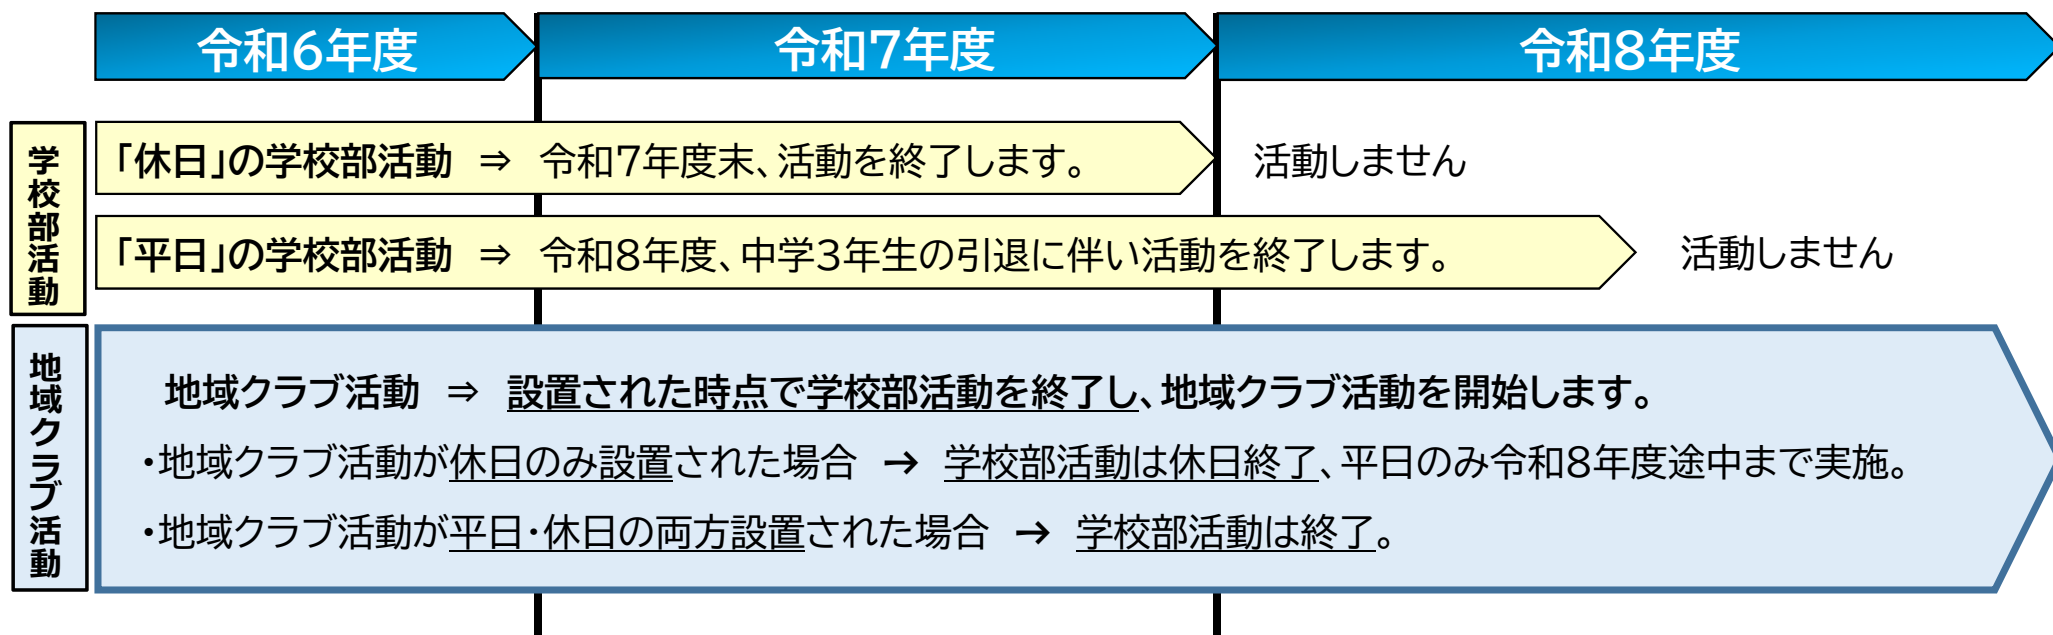 令和6年度
令和7年度
令和8年度
学校部活動
「休日」の学校部活動 ⇒ 令和7年度末、活動を終了します。
活動しません
「平日」の学校部活動 ⇒ 令和8年度、中学3年生の引退に伴い活動を終了します。
活動しません
地域クラブ活動
地域クラブ活動 ⇒ 設置された時点で学校部活動を終了し、地域クラブ活動を開始します。
・地域クラブ活動が休日のみ設置された場合 → 学校部活動は休日終了、平日のみ令和8年度途中まで実施。
・地域クラブ活動が平日・休日の両方設置された場合 → 学校部活動は終了。